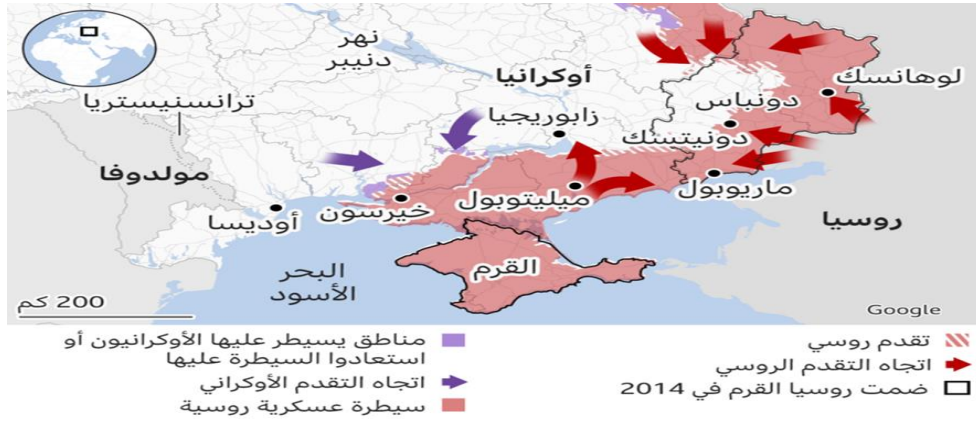 نهر
دنيبر
أوكرانيا
ترانسنيستريا
لوهانسك
دونباس
زابوريجيا
دونيتسك
مولدوفا
ماريوبول
ميليتوبول
خيرسون
أوديسا
روسيا
القرم
البحر
الأسود
200 كم
Google
تقدم روسي
اتجاه التقدم الروسي
ضمت روسيا القرم في 2014
مناطق يسيطر عليها الأوكرانيون أو
استعادوا السيطرة عليها
اتجاه التقدم الأوكراني
سيطرة عسكرية روسية